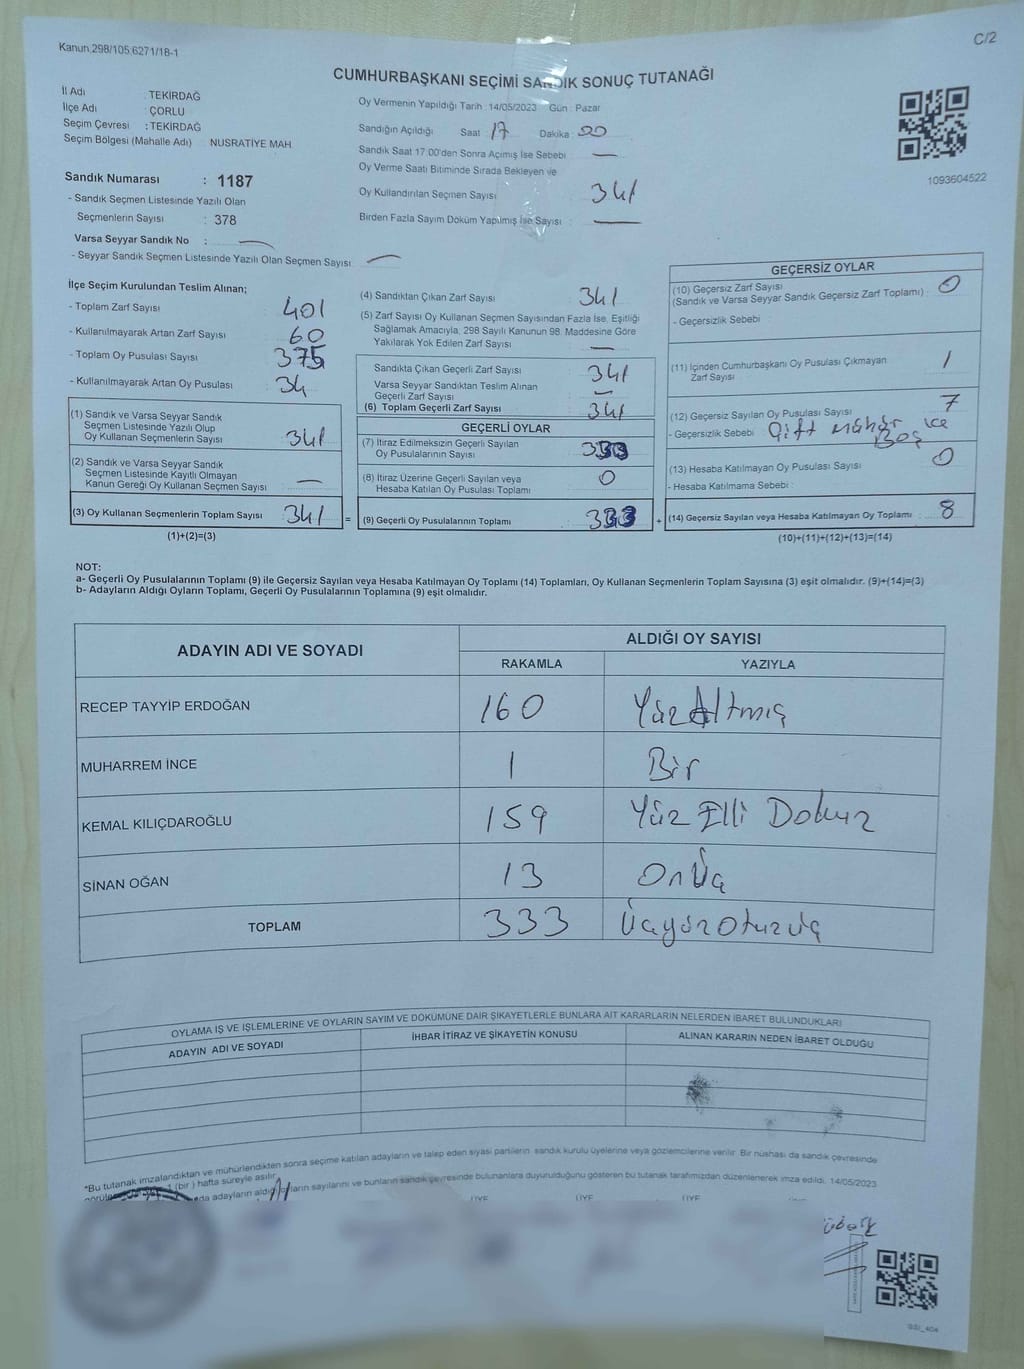 Kanun 298/105,6271/18-1
C/2
CUMHURBAŞKANI SEÇİMİ SANDIK SONUÇ TUTANAĞI
İl Adı : TEKİRDAĞ
İlçe Adı : ÇORLU
Seçim Çevresi : TEKİRDAĞ
Seçim Bölgesi (Mahalle Adı) NUSRATİYE MAH.
Sandık Numarası : 1187
- Sandık Seçmen Listesinde Yazılı Olan
Seçmenlerin Sayısı : 378
Varsa Seyyar Sandık No : —
- Seyyar Sandık Seçmen Listesinde Yazılı Olan Seçmen Sayısı : —
Oy Vermenin Yapıldığı Tarih : 14/05/2023 Gün : Pazar
Sandığın Açıldığı Saat : 17 Dakika : 00
Sandık Saat 17:00'den Sonra Açımış İse Sebebi —
Oy Verme Saati Bitiminde Sırada Bekleyen ve
Oy Kullandırılan Seçmen Sayısı : 341
Birden Fazla Sayım Döküm Yapılmış İse Sayısı : —
1093604522
İlçe Seçim Kurulundan Teslim Alınan;
- Toplam Zarf Sayısı : 401
- Kullanılmayarak Artan Zarf Sayısı : 60
- Toplam Oy Pusulası Sayısı : 375
- Kullanılmayarak Artan Oy Pusulası : 34
(1) Sandık ve Varsa Seyyar Sandık
Seçmen Listesinde Yazılı Olup
Oy Kullanan Seçmenlerin Sayısı : 341
(2) Sandık ve Varsa Seyyar Sandık
Seçmen Listesinde Kayıtlı Olmayan
Kanun Gereği Oy Kullanan Seçmen Sayısı : —
(3) Oy Kullanan Seçmenlerin Toplam Sayısı : 341
(1)+(2)=(3)
(4) Sandıktan Çıkan Zarf Sayısı : 341
(5) Zarf Sayısı Oy Kullanan Seçmen Sayısından Fazla İse, Eşitliği
Sağlamak Amacıyla; 298 Sayılı Kanunun 98. Maddesine Göre
Yakılarak Yok Edilen Zarf Sayısı : —
Sandıkta Çıkan Geçerli Zarf Sayısı : 341
Varsa Seyyar Sandıktan Teslim Alınan
Geçerli Zarf Sayısı : —
(6) Toplam Geçerli Zarf Sayısı : 341
GEÇERLİ OYLAR
(7) İtiraz Edilmeksizin Geçerli Sayılan
Oy Pusulalarının Sayısı : 333
(8) İtiraz Üzerine Geçerli Sayılan veya
Hesaba Katılan Oy Pusulası Toplamı : 0
= (9) Geçerli Oy Pusulalarının Toplamı : 333
GEÇERSİZ OYLAR
(10) Geçersiz Zarf Sayısı
(Sandık ve Varsa Seyyar Sandık Geçersiz Zarf Toplamı) : 0
- Geçersizlik Sebebi :
(11) İçinden Cumhurbaşkanı Oy Pusulası Çıkmayan
Zarf Sayısı : 1
(12) Geçersiz Sayılan Oy Pusulası Sayısı : 7
- Geçersizlik Sebebi : Çift mühür ve
Boş
(13) Hesaba Katılmayan Oy Pusulası Sayısı : 0
- Hesaba Katılmama Sebebi :
+ (14) Geçersiz Sayılan veya Hesaba Katılmayan Oy Toplamı : 8
(10)+(11)+(12)+(13)=(14)
NOT:
a- Geçerli Oy Pusulalarının Toplamı (9) ile Geçersiz Sayılan veya Hesaba Katılmayan Oy Toplamı (14) Toplamları, Oy Kullanan Seçmenlerin Toplam Sayısına (3) eşit olmalıdır. (9)+(14)=(3)
b- Adayların Aldığı Oyların Toplamı, Geçerli Oy Pusulalarının Toplamına (9) eşit olmalıdır.
ADAYIN ADI VE SOYADI ALDIĞI OY SAYISI
RAKAMLA YAZIYLA
RECEP TAYYİP ERDOĞAN 160 YüzAltmış
MUHARREM İNCE 1 Bir
KEMAL KILIÇDAROĞLU 159 Yüz Elli Dokuz
SİNAN OĞAN 13 OnÜç
TOPLAM 333 Üçyüzotuzüç
OYLAMA İŞ VE İŞLEMLERİNE VE OYLARIN SAYIM VE DÖKÜMÜNE DAİR ŞİKAYETLERLE BUNLARA AİT KARARLARIN NELERDEN İBARET BULUNDUKLARI
ADAYIN ADI VE SOYADI İHBAR İTİRAZ VE ŞİKAYETİN KONUSU ALINAN KARARIN NEDEN İBARET OLDUĞU
*Bu tutanak imzalandıktan ve mühürlendikten sonra seçime katılan adayların ve talep eden siyasi partilerin sandık kurulu üyelerine veya gözlemcilerine verilir. Bir nüshası da sandık çevresinde
(bir) hafta süreyle asılır.
adayların aldığı oyların sayılarını ve bunların sandık çevresinde bulunanlara duyurulduğunu gösteren bu tutanak tarafımızdan düzenlenerek imza edildi. 14/05/2023
ÜYE ÜYE ÜYE